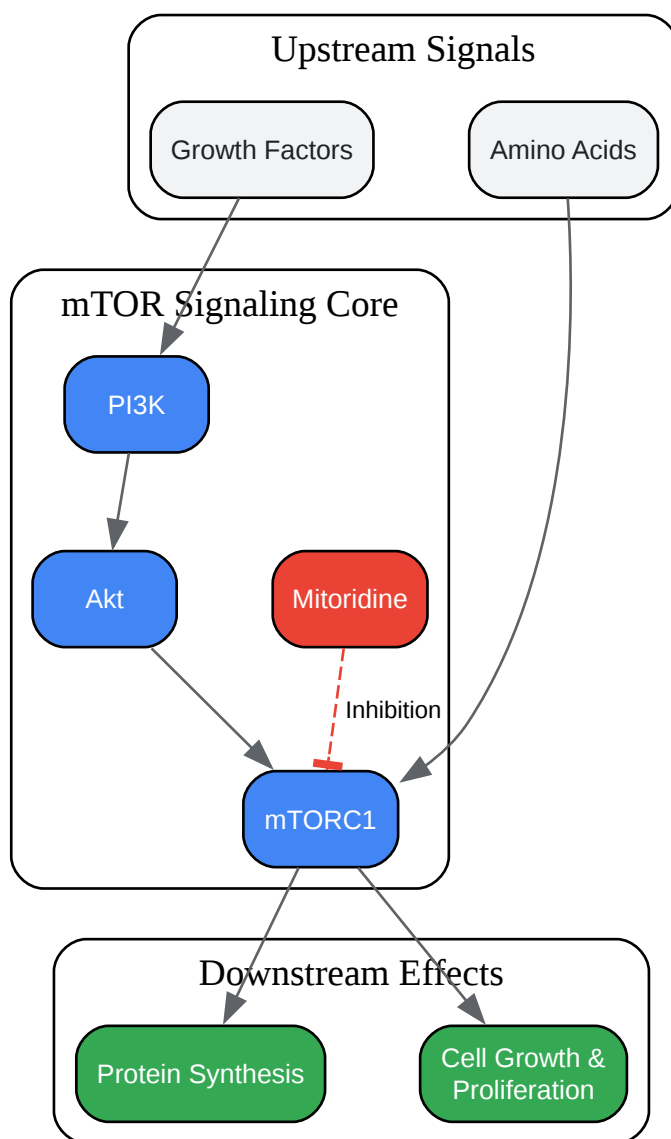 Upstream Signals
Growth Factors
Amino Acids
mTOR Signaling Core
PI3K
Akt
Mitoridine
Inhibition
mTORC1
Downstream Effects
Protein Synthesis
Cell Growth &
Proliferation